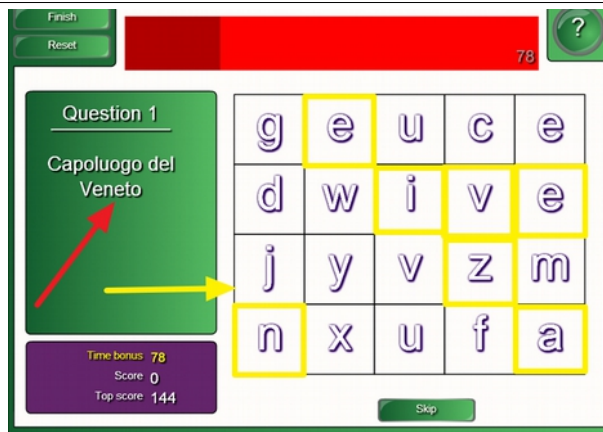 Finish
Reset
?
78
Question 1
Capoluogo del
Veneto
g e u c e
d w i v e
j y v z m
n x u f a
Time bonus 78
Score 0
Top score 144
Skip